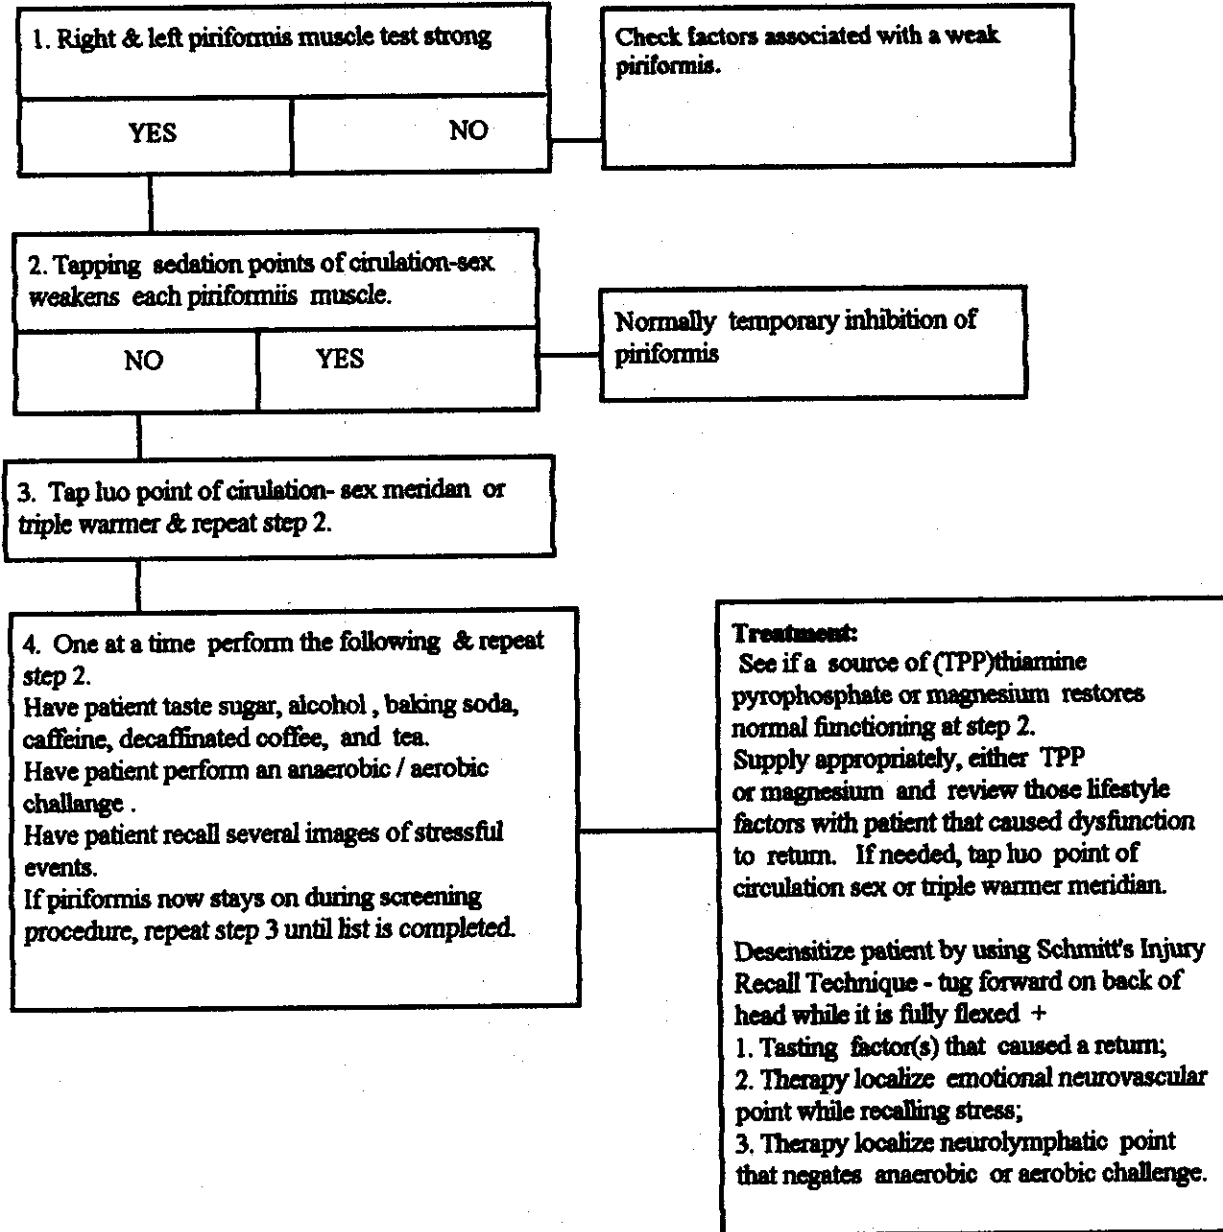 1. Right & left piriformis muscle test strong
YES
NO
Check factors associated with a weak
piriformis.
2. Tapping sedation points of cirulation-sex
weakens each piriformiis muscle.
NO
YES
Normally temporary inhibition of
piriformis
3. Tap luo point of cirulation- sex meridan or
triple warmer & repeat step 2.
4. One at a time perform the following & repeat
step 2.
Have patient taste sugar, alcohol , baking soda,
caffeine, decaffinated coffee, and tea.
Have patient perform an anaerobic / aerobic
challange .
Have patient recall several images of stressful
events.
If piriformis now stays on during screening
procedure, repeat step 3 until list is completed.
Treatment:
See if a source of (TPP)thiamine
pyrophosphate or magnesium restores
normal functioning at step 2.
Supply appropriately, either TPP
or magnesium and review those lifestyle
factors with patient that caused dysfunction
to return. If needed, tap luo point of
circulation sex or triple warmer meridian.
Desensitize patient by using Schmitt's Injury
Recall Technique - tug forward on back of
head while it is fully flexed +
1. Tasting factor(s) that caused a return;
2. Therapy localize emotional neurovascular
point while recalling stress;
3. Therapy localize neurolymphatic point
that negates anaerobic or aerobic challenge.